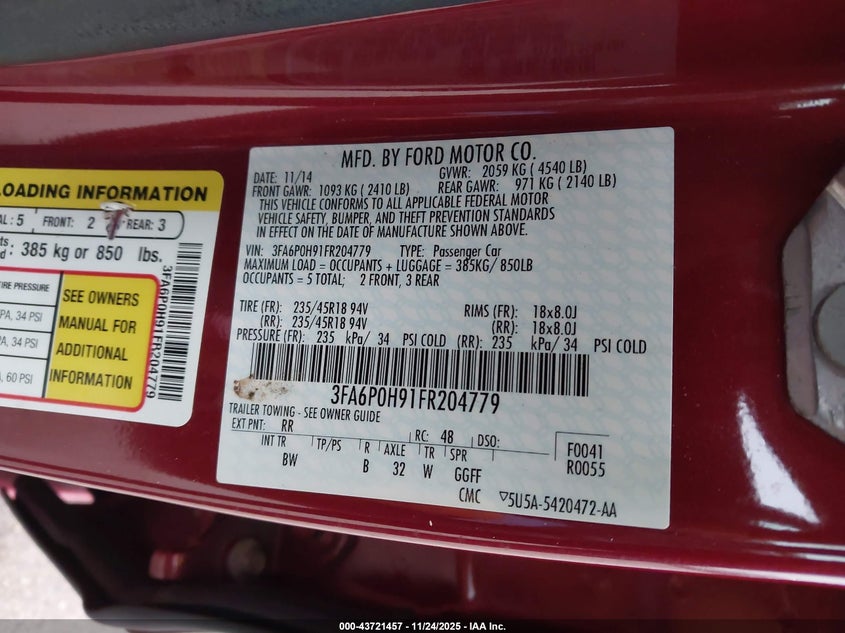 LOADING INFORMATION
AL : 5 FRONT: 2 REAR: 3
385 kg or 850 lbs.
TIRE PRESSURE
PA, 34 PSI
PA, 34 PSI
A, 60 PSI
SEE OWNERS
MANUAL FOR
ADDITIONAL
INFORMATION
3FA6P0H91FR204779
MFD. BY FORD MOTOR CO.
DATE: 11/14 GVWR: 2059 KG ( 4540 LB)
FRONT GAWR: 1093 KG ( 2410 LB) REAR GAWR: 971 KG ( 2140 LB)
THIS VEHICLE CONFORMS TO ALL APPLICABLE FEDERAL MOTOR
VEHICLE SAFETY, BUMPER, AND THEFT PREVENTION STANDARDS
IN EFFECT ON THE DATE OF MANUFACTURE SHOWN ABOVE.
VIN: 3FA6P0H91FR204779 TYPE: Passenger Car
MAXIMUM LOAD = OCCUPANTS + LUGGAGE = 385KG/ 850LB
OCCUPANTS = 5 TOTAL; 2 FRONT, 3 REAR
TIRE (FR): 235/45R18 94V RIMS (FR): 18x8.0J
(RR): 235/45R18 94V (RR): 18x8.0J
PRESSURE (FR): 235 kPa/ 34 PSI COLD (RR): 235 kPa/ 34 PSI COLD
3FA6P0H91FR204779
TRAILER TOWING - SEE OWNER GUIDE
EXT PNT: RR RC: 48 DSO: F0041
INT TR TP/PS R AXLE TR SPR R0055
BW B 32 W GGFF
CMC ▽5U5A-5420472-AA
000-43721457 | 11/24/2025 - IAA Inc.